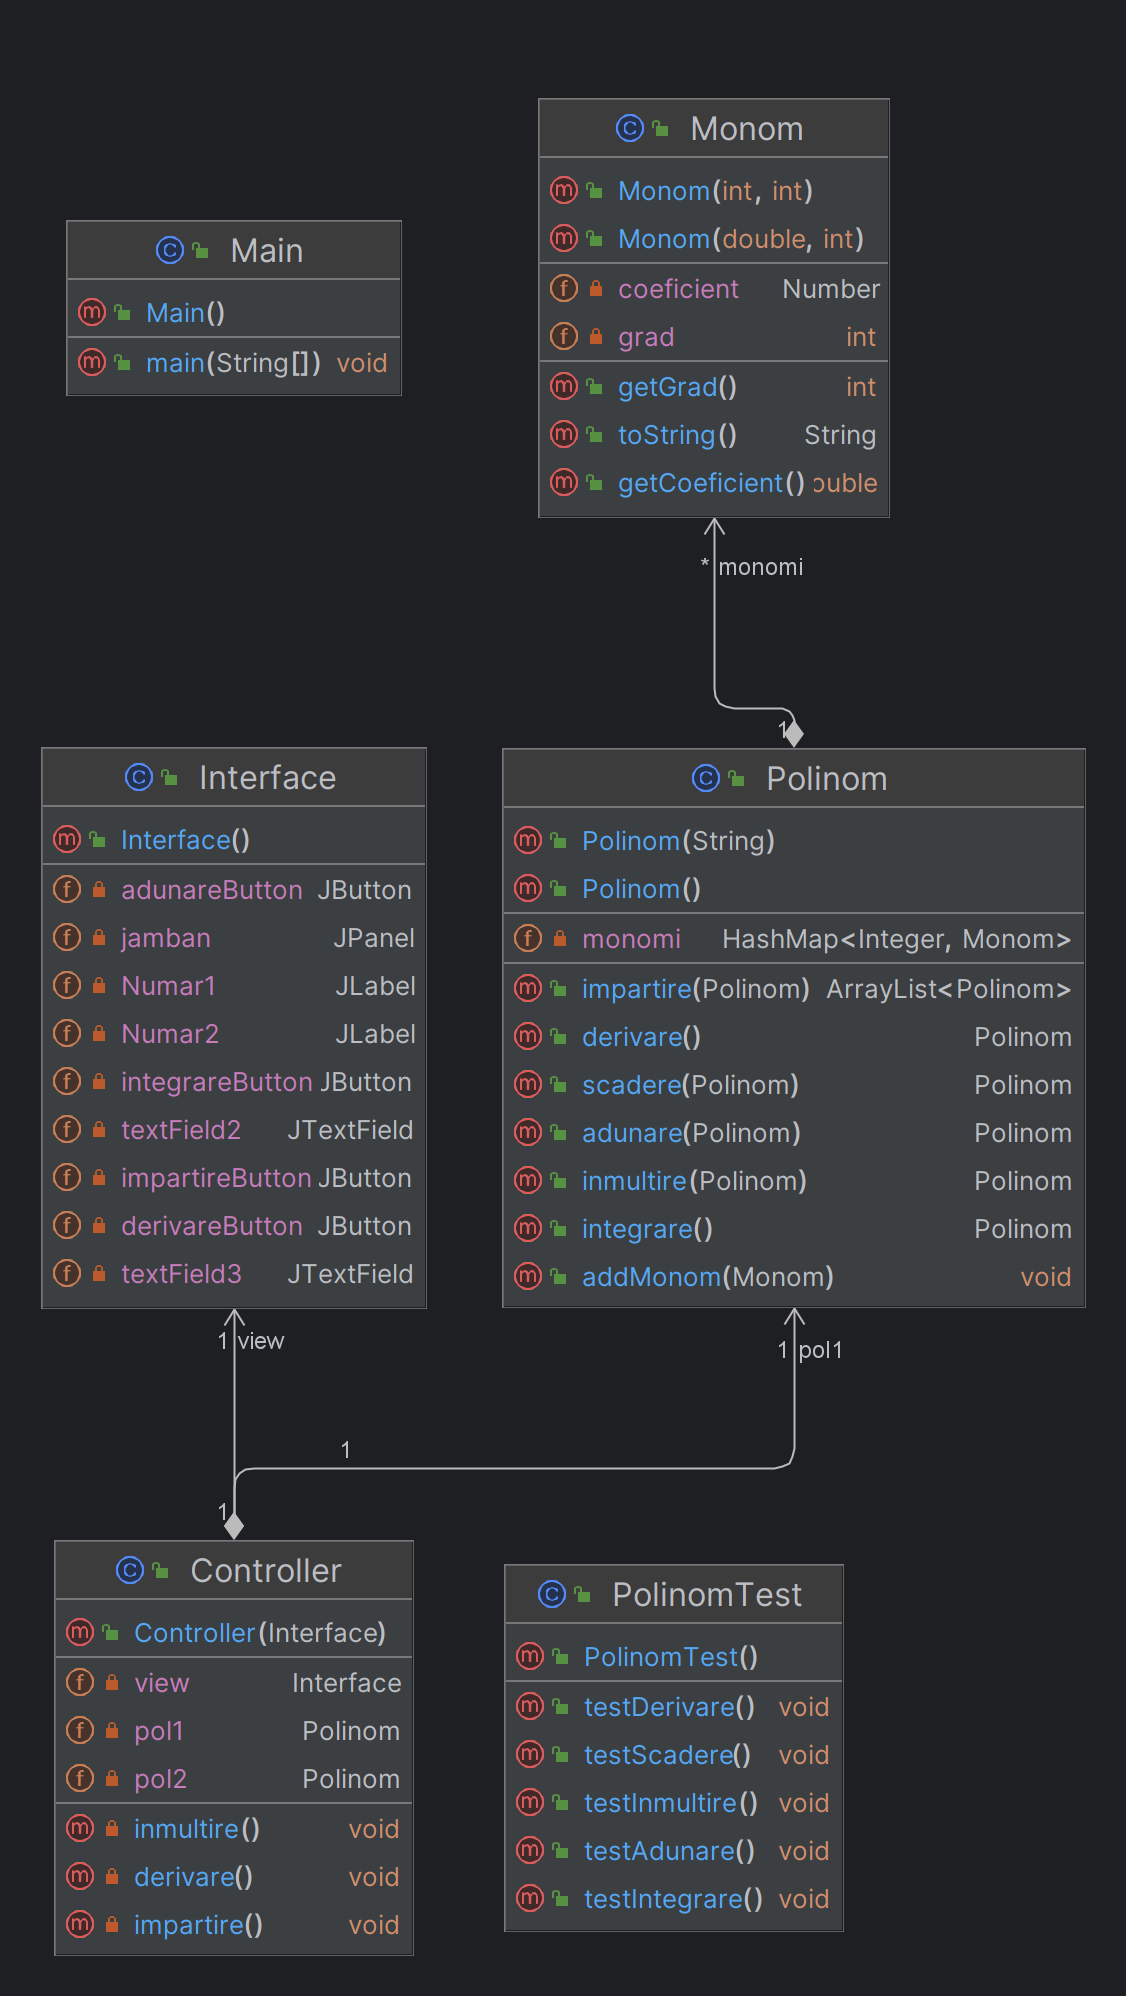 Monom
Monom(int, int)
Monom(double, int)
coeficient Number
grad int
getGrad() int
toString() String
getCoeficient() ouble
* monomi
1
Main
Main()
main(String[]) void
Interface
Interface()
adunareButton JButton
jamban JPanel
Numar1 JLabel
Numar2 JLabel
integrareButton JButton
textField2 JTextField
impartireButton JButton
derivareButton JButton
textField3 JTextField
1 view
Polinom
Polinom(String)
Polinom()
monomi HashMap<Integer, Monom>
impartire(Polinom) ArrayList<Polinom>
derivare() Polinom
scadere(Polinom) Polinom
adunare(Polinom) Polinom
inmultire(Polinom) Polinom
integrare() Polinom
addMonom(Monom) void
1 pol1
1
1
Controller
Controller(Interface)
view Interface
pol1 Polinom
pol2 Polinom
inmultire() void
derivare() void
impartire() void
PolinomTest
PolinomTest()
testDerivare() void
testScadere() void
testInmultire() void
testAdunare() void
testIntegrare() void